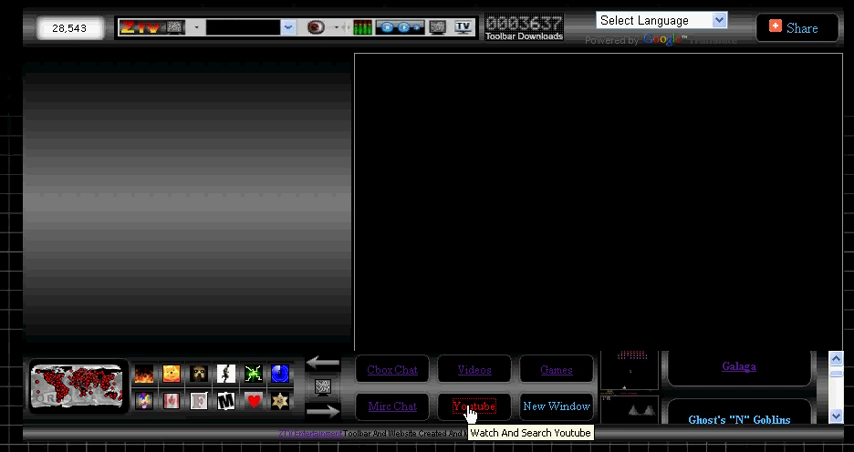 28,543
ZTV
0003637
Toolbar Downloads
Select Language
Powered by Google™ Translate
Share
TV
Cbox Chat
Videos
Games
Galaga
Mirc Chat
Youtube
New Window
Ghost's "N" Goblins
Toolbar And Website Created And
Watch And Search Youtube